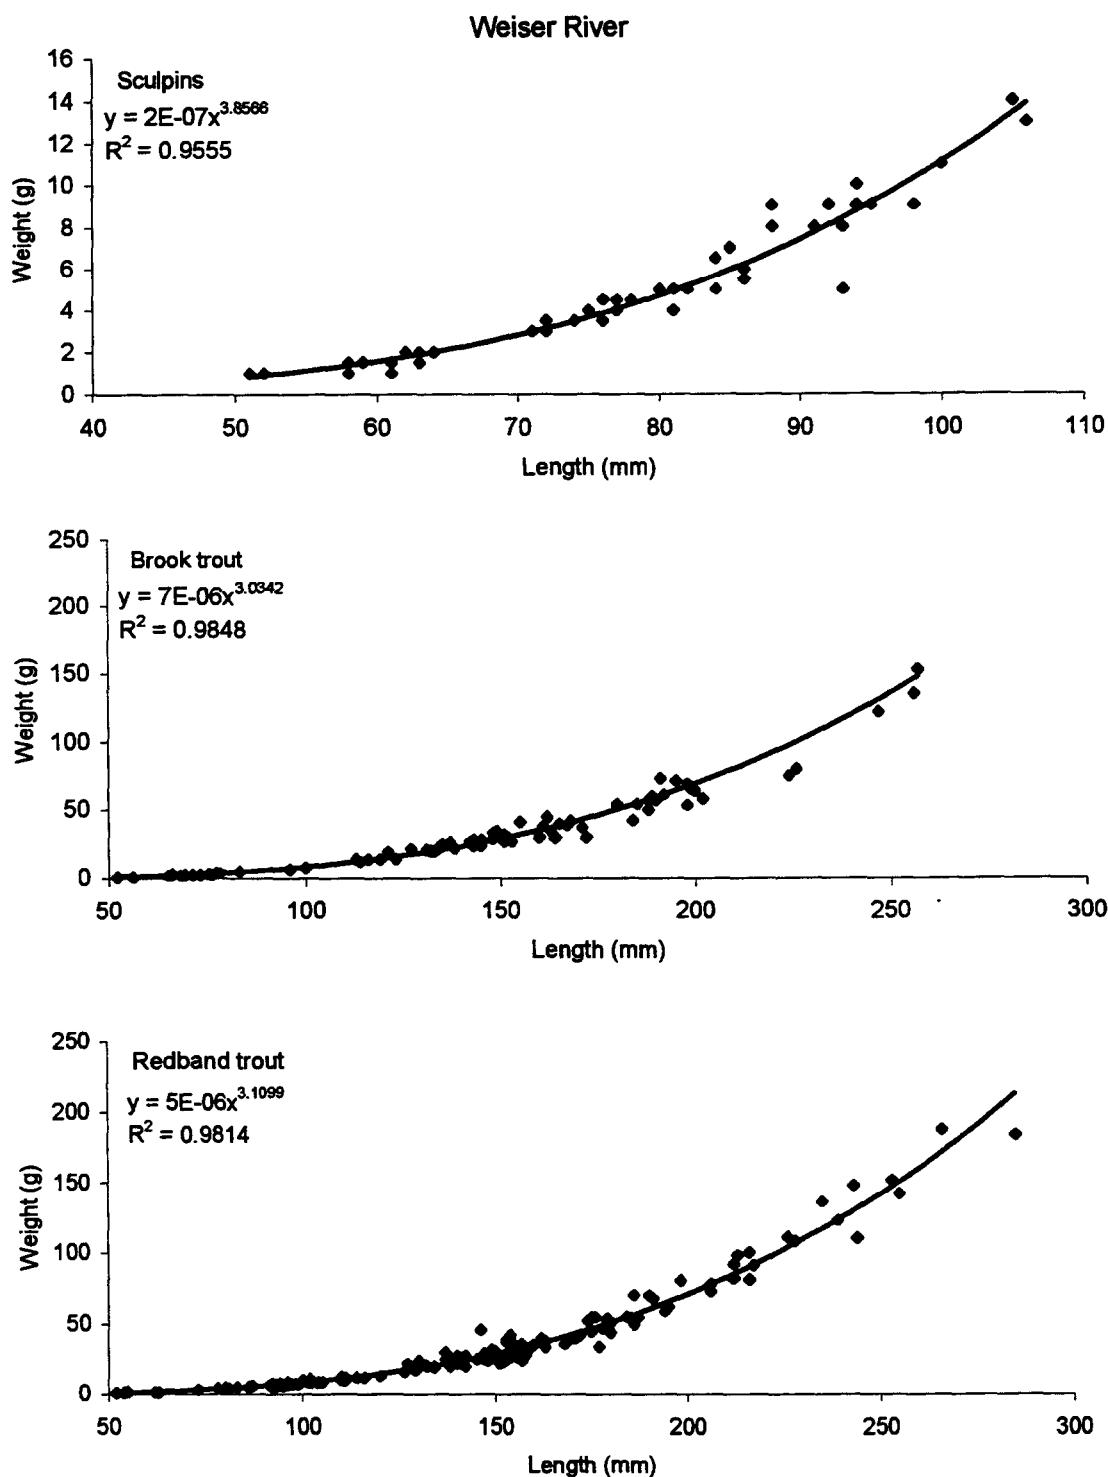 Weiser River
Sculpins
y = 2E-07x^3.8566
R² = 0.9555
Weight (g)
16
14
12
10
8
6
4
2
0
40 50 60 70 80 90 100 110
Length (mm)
Brook trout
y = 7E-06x^3.0342
R² = 0.9848
Weight (g)
250
200
150
100
50
0
50 100 150 200 250 300
Length (mm)
Redband trout
y = 5E-06x^3.1099
R² = 0.9814
Weight (g)
250
200
150
100
50
0
50 100 150 200 250 300
Length (mm)